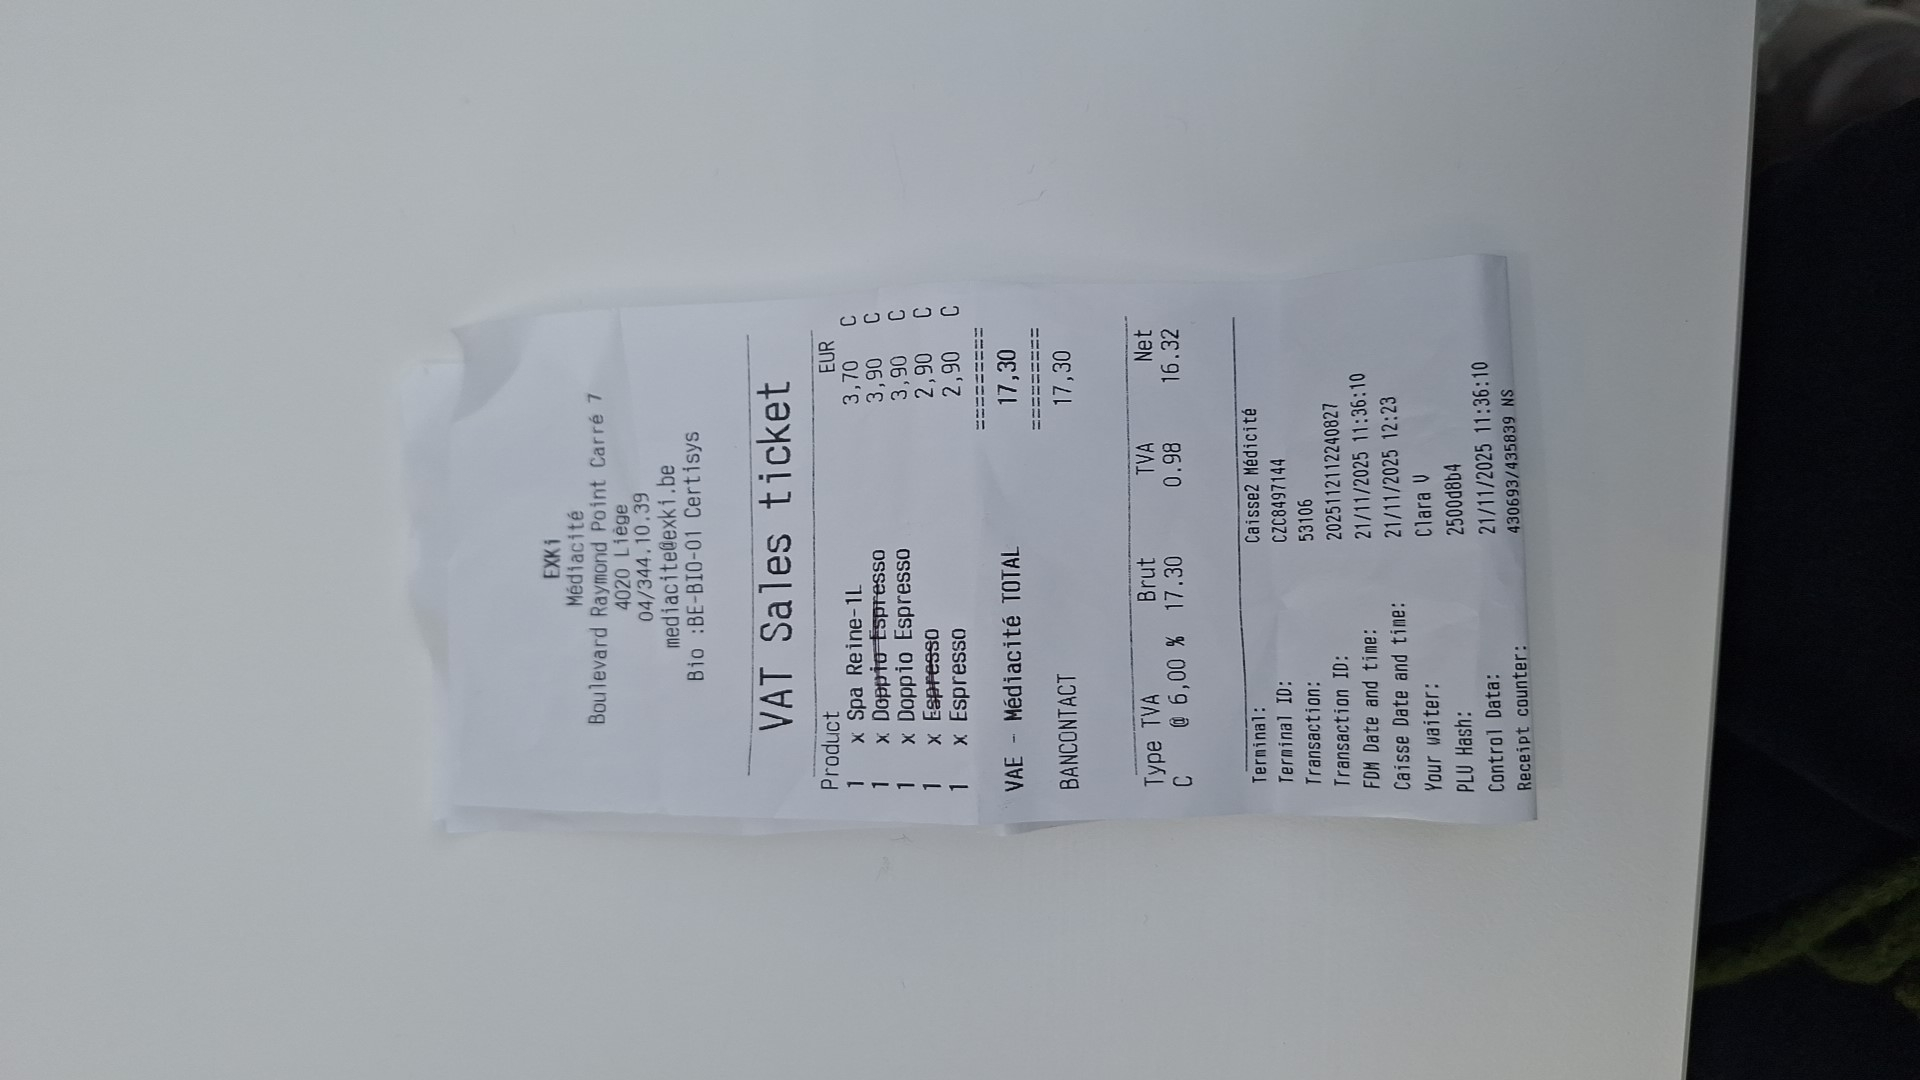 EXKi
Médiacité
Boulevard Raymond Point Carré 7
4020 Liège
04/344.10.39
mediacite@exki.be
Bio :BE-BIO-01 Certisys
VAT Sales ticket
Product EUR
1 x Spa Reine-1L 3,70 C
1 x Doppio Espresso 3,90 C
1 x Doppio Espresso 3,90 C
1 x Espresso 2,90 C
1 x Espresso 2,90 C
=========
VAE - Médiacité TOTAL 17,30
=========
BANCONTACT 17,30
Type TVA Brut TVA Net
C @ 6,00 % 17.30 0.98 16.32
Terminal: Caisse2 Médicité
Terminal ID: CZC8497144
Transaction: 53106
Transaction ID: 20251121112240827
FDM Date and time: 21/11/2025 11:36:10
Caisse Date and time: 21/11/2025 12:23
Your waiter: Clara V
PLU Hash: 2500d8b4
Control Data: 21/11/2025 11:36:10
Receipt counter: 430693/435839 NS